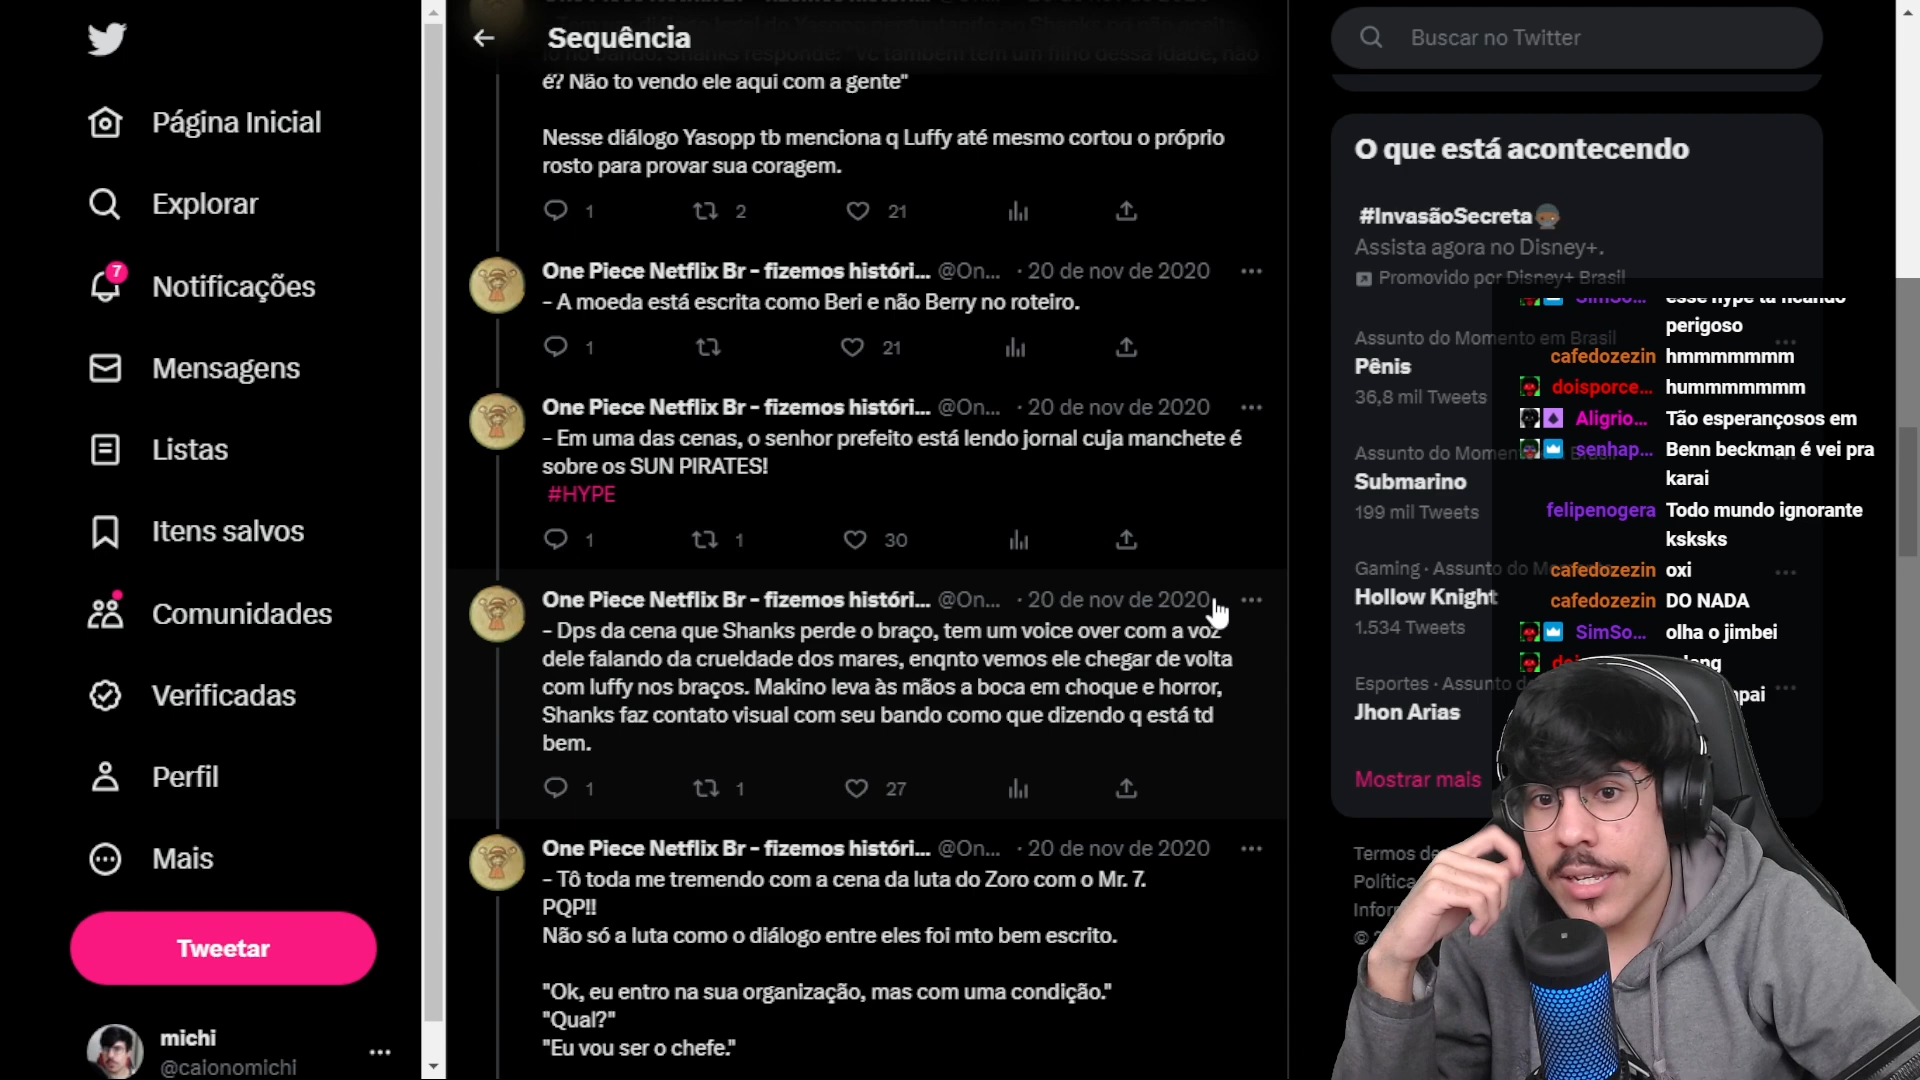 Página Inicial
Explorar
7
Notificações
Mensagens
Listas
Itens salvos
Comunidades
Verificadas
Perfil
Mais
Tweetar
michi
@caionomichi
Sequência
é? Não to vendo ele aqui com a gente"
Nesse diálogo Yasopp tb menciona q Luffy até mesmo cortou o próprio
rosto para provar sua coragem.
1 2 21
One Piece Netflix Br - fizemos históri... @On... · 20 de nov de 2020
- A moeda está escrita como Beri e não Berry no roteiro.
1 21
One Piece Netflix Br - fizemos históri... @On... · 20 de nov de 2020
- Em uma das cenas, o senhor prefeito está lendo jornal cuja manchete é
sobre os SUN PIRATES!
#HYPE
1 1 30
One Piece Netflix Br - fizemos históri... @On... · 20 de nov de 2020
- Dps da cena que Shanks perde o braço, tem um voice over com a voz
dele falando da crueldade dos mares, enqnto vemos ele chegar de volta
com luffy nos braços. Makino leva às mãos a boca em choque e horror,
Shanks faz contato visual com seu bando como que dizendo q está td
bem.
1 1 27
One Piece Netflix Br - fizemos históri... @On... · 20 de nov de 2020
- Tô toda me tremendo com a cena da luta do Zoro com o Mr. 7.
PQP!!
Não só a luta como o diálogo entre eles foi mto bem escrito.
"Ok, eu entro na sua organização, mas com uma condição."
"Qual?"
"Eu vou ser o chefe."
Buscar no Twitter
O que está acontecendo
#InvasãoSecreta
Assista agora no Disney+.
Promovido por Disney+ Brasil
Assunto do Momento em Brasil
Pênis
36,8 mil Tweets
Assunto do Momento
Submarino
199 mil Tweets
Gaming · Assunto do
Hollow Knight
1.534 Tweets
Esportes · Assunto
Jhon Arias
Mostrar mais
Termos de
Política
SimSo... esse hype tá ficando
perigoso
cafedozezin hmmmmmmm
doisporce... hummmmmmm
Aligrio... Tão esperançosos em
senhap... Benn beckman é vei pra
karai
felipenogera Todo mundo ignorante
ksksks
cafedozezin oxi
cafedozezin DO NADA
SimSo... olha o jimbei